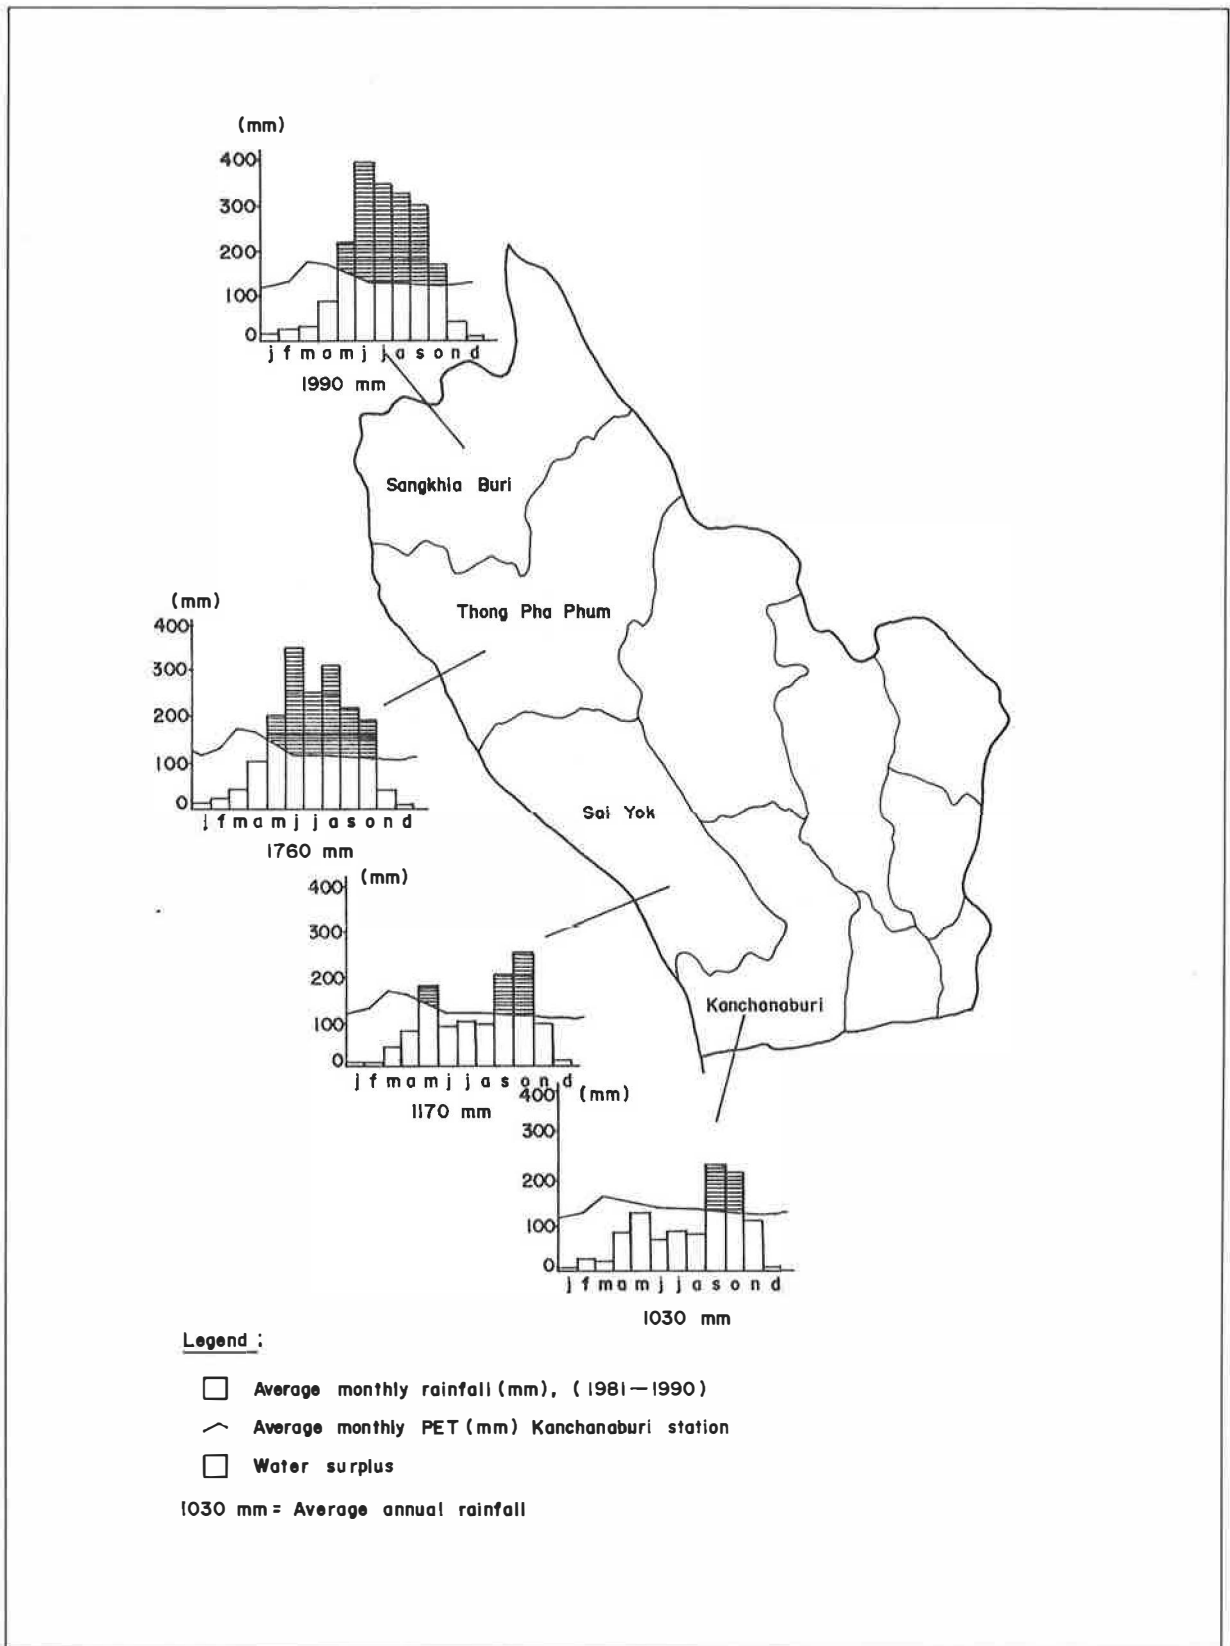 (mm)
400
300
200
100
0
j f m a m j j a s o n d
1990 mm
Sangkhla Buri
(mm)
400
300
200
100
0
j f m a m j j a s o n d
1760 mm
Thong Pha Phum
Sai Yok
(mm)
400
300
200
100
0
j f m a m j j a s o n d
1170 mm
Kanchanaburi
(mm)
400
300
200
100
0
j f m a m j j a s o n d
1030 mm
Legend :
Average monthly rainfall (mm), (1981–1990)
Average monthly PET (mm) Kanchanaburi station
Water surplus
1030 mm = Average annual rainfall